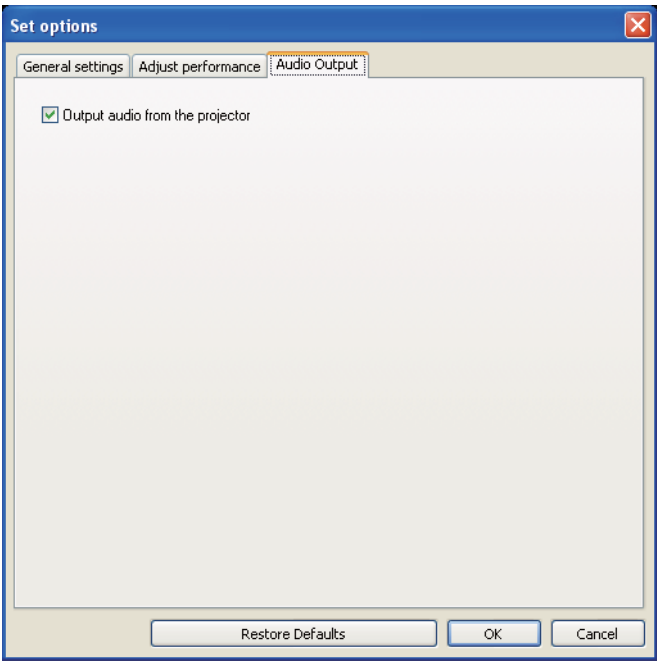 Set options
General settings Adjust performance Audio Output
Output audio from the projector
Restore Defaults OK Cancel